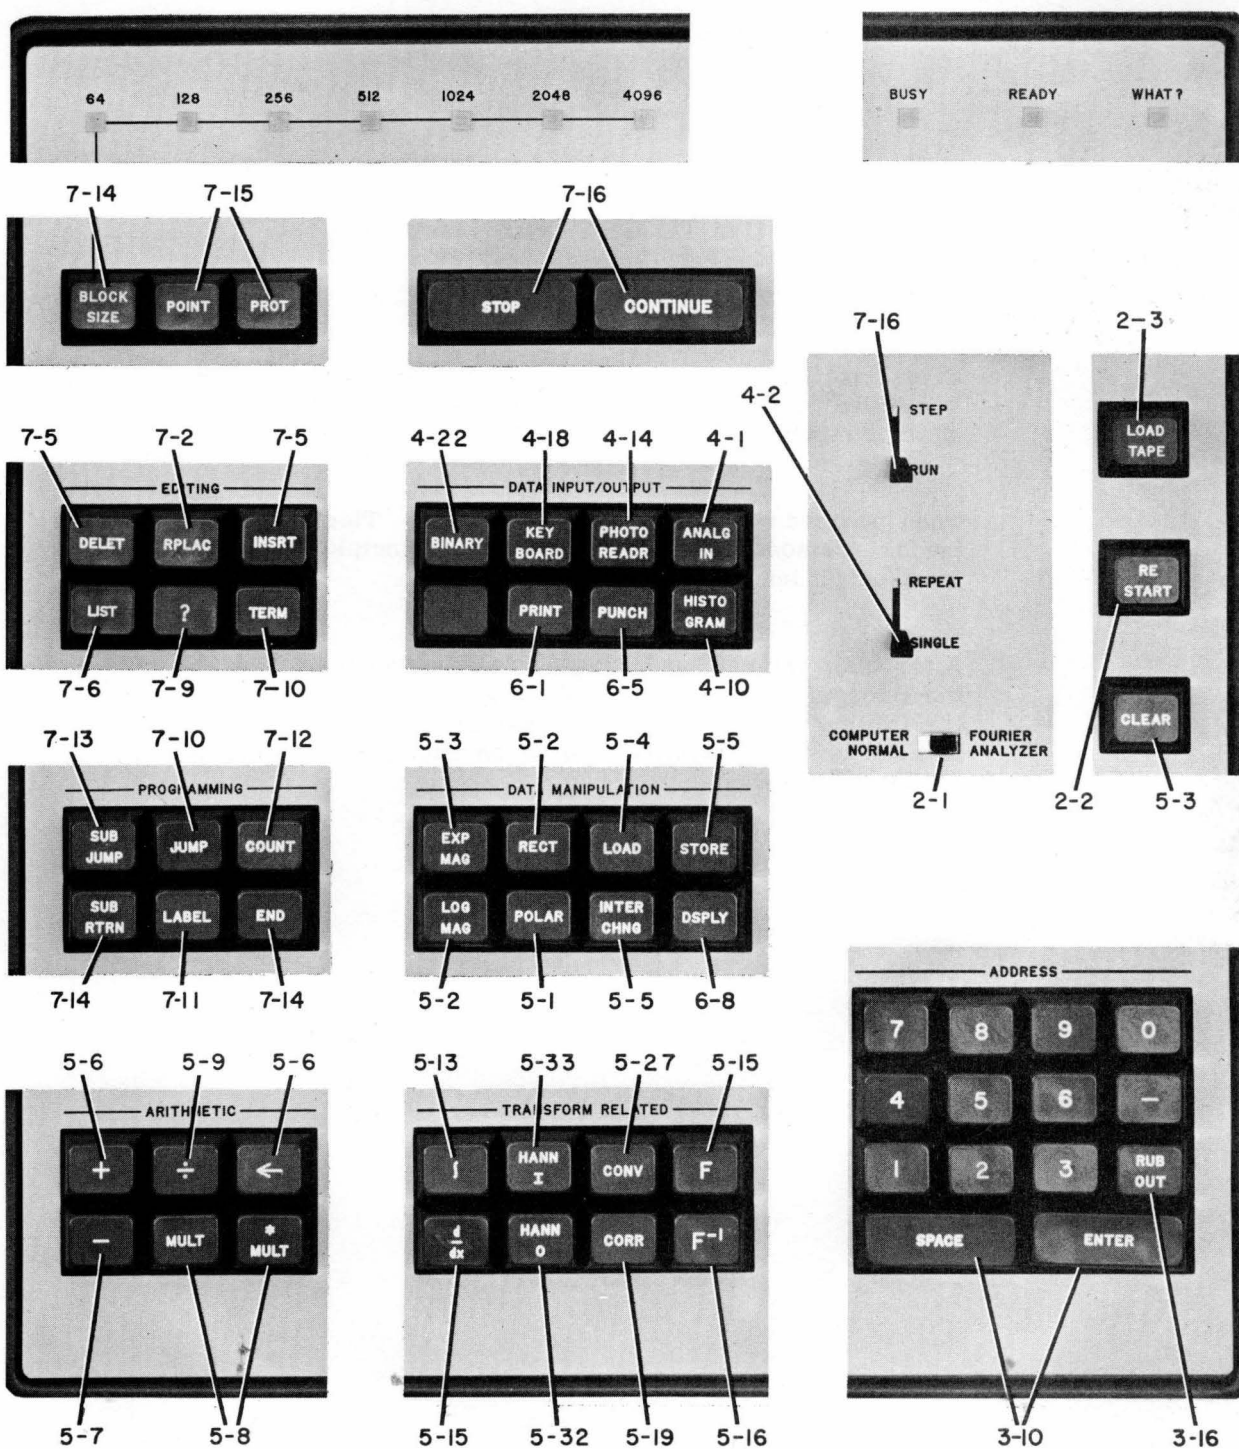 64 128 256 512 1024 2048 4096
BUSY READY WHAT?
7-14 7-15 7-16
BLOCK SIZE POINT PROT
STOP CONTINUE
7-16 2-3
4-2
STEP
RUN
LOAD TAPE
7-5 7-2 7-5
EDITING
DELET RPLAC INSRT
LIST ? TERM
7-6 7-9 7-10
4-22 4-18 4-14 4-1
DATA INPUT/OUTPUT
BINARY KEY BOARD PHOTO READR ANALG IN
PRINT PUNCH HISTO GRAM
6-1 6-5 4-10
REPEAT
SINGLE
RE START
CLEAR
COMPUTER NORMAL FOURIER ANALYZER
2-1 2-2 5-3
7-13 7-10 7-12
PROGRAMMING
SUB JUMP JUMP COUNT
SUB RTRN LABEL END
7-14 7-11 7-14
5-3 5-2 5-4 5-5
DATA MANIPULATION
EXP MAG RECT LOAD STORE
LOG MAG POLAR INTER CHNG DSPLY
5-2 5-1 5-5 6-8
5-6 5-9 5-6
ARITHMETIC
+ ÷ ←
− MULT * MULT
5-7 5-8
5-13 5-33 5-27 5-15
TRANSFORM RELATED
∫ HANN I CONV F
d/dx HANN O CORR F⁻¹
5-15 5-32 5-19 5-16
ADDRESS
7 8 9 0
4 5 6 −
1 2 3 RUB OUT
SPACE ENTER
3-10 3-16